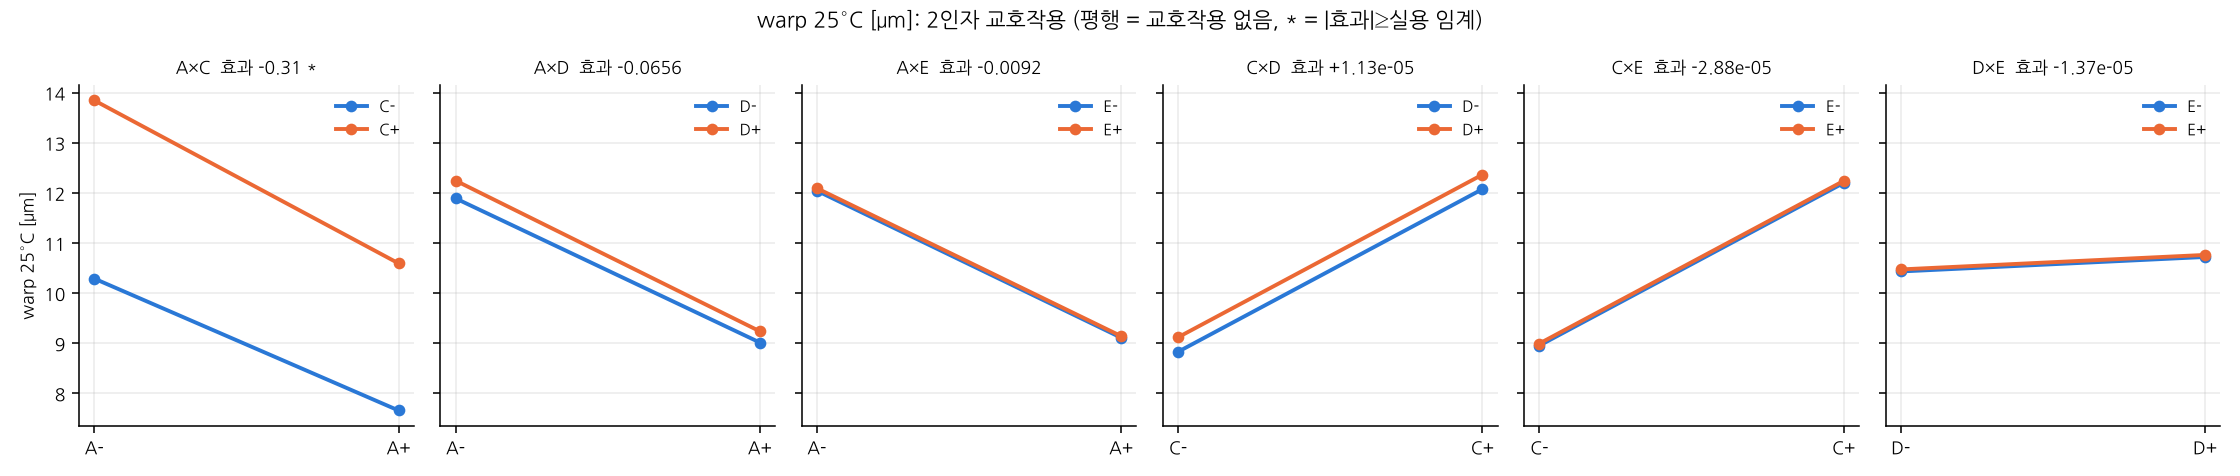 warp 25°C [µm]: 2인자 교호작용 (평행 = 교호작용 없음, * = |효과|≥실용 임계)
A×C 효과 -0.31 *
A×D 효과 -0.0656
A×E 효과 -0.0092
C×D 효과 +1.13e-05
C×E 효과 -2.88e-05
D×E 효과 -1.37e-05
warp 25°C [µm]
14
13
12
11
10
9
8
C-
C+
A-
A+
D-
D+
A-
A+
E-
E+
A-
A+
D-
D+
C-
C+
E-
E+
C-
C+
E-
E+
D-
D+